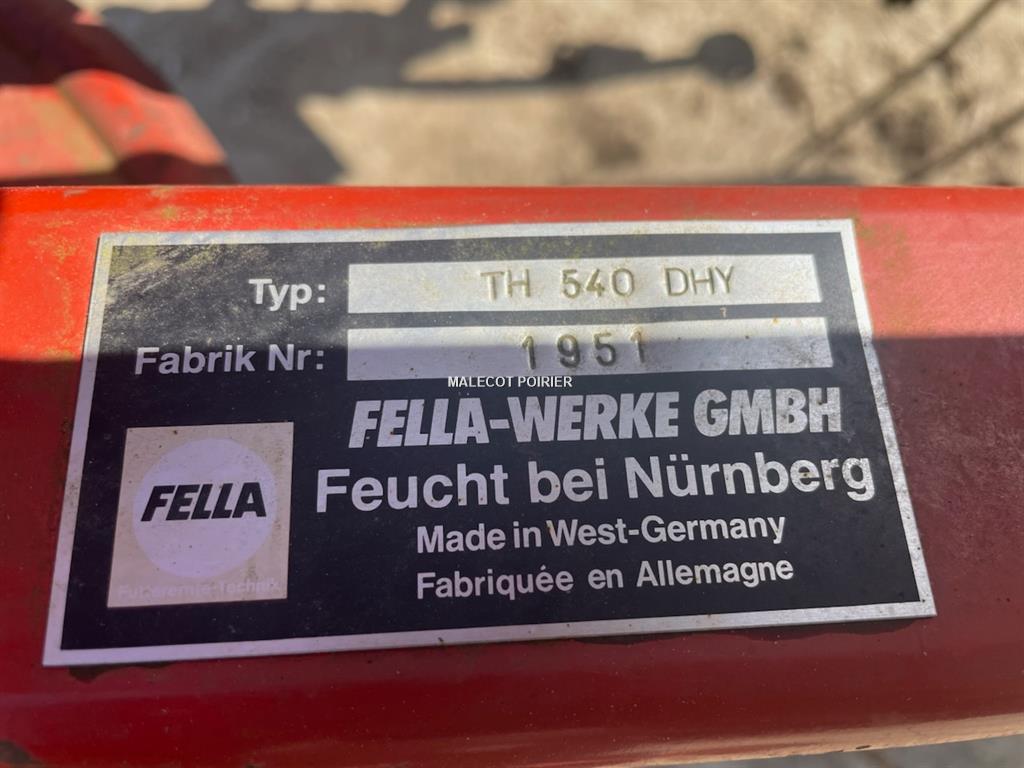 Typ: TH 540 DHY
Fabrik Nr: 1951
MALECOT POIRIER
FELLA-WERKE GMBH
Feucht bei Nürnberg
Made in West-Germany
Fabriquée en Allemagne
FELLA